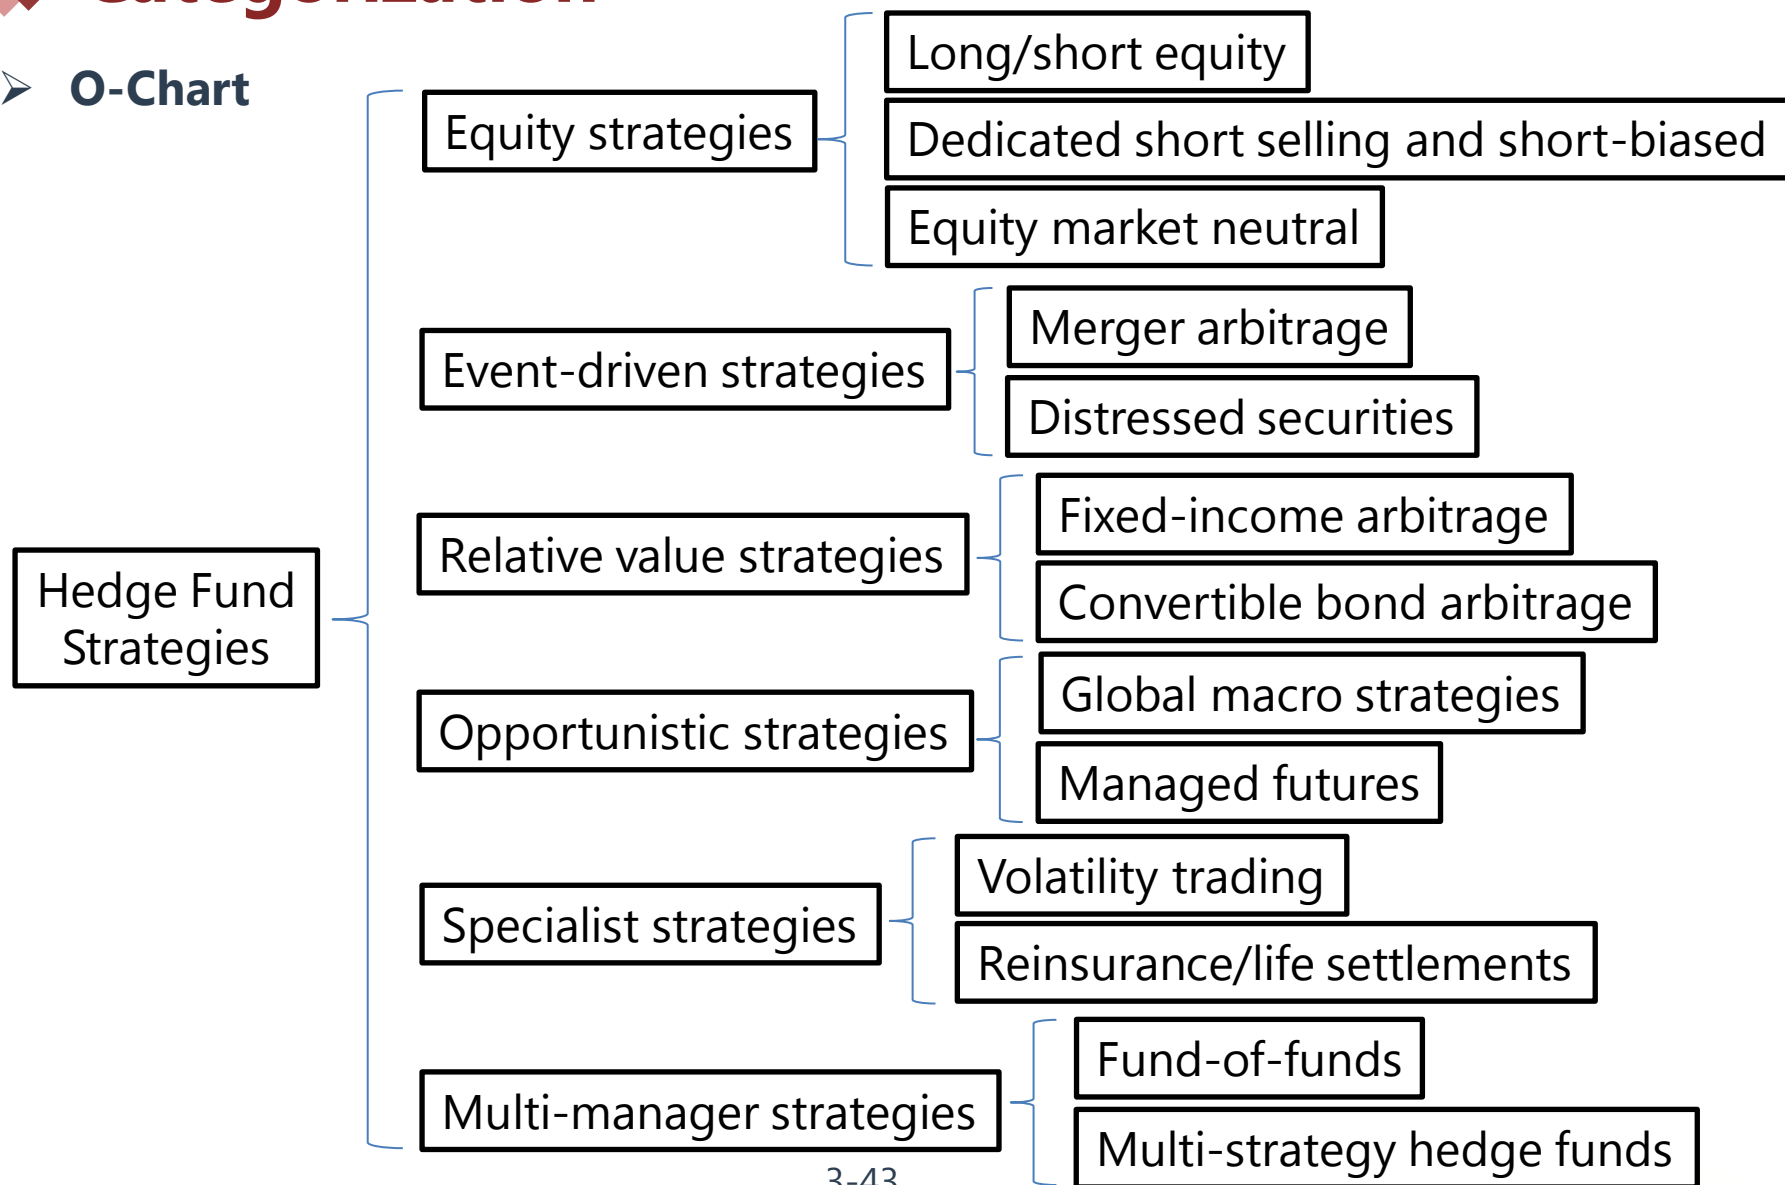 Categorization
➢ O-Chart
Hedge Fund
Strategies
Equity strategies
Long/short equity
Dedicated short selling and short-biased
Equity market neutral
Event-driven strategies
Merger arbitrage
Distressed securities
Relative value strategies
Fixed-income arbitrage
Convertible bond arbitrage
Opportunistic strategies
Global macro strategies
Managed futures
Specialist strategies
Volatility trading
Reinsurance/life settlements
Multi-manager strategies
Fund-of-funds
Multi-strategy hedge funds
3-43